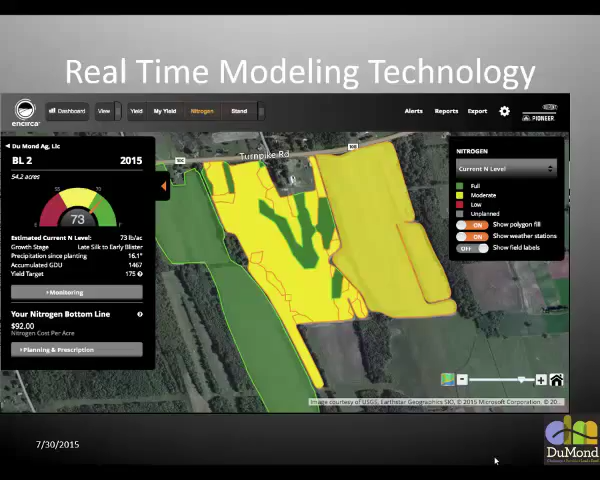 Real Time Modeling Technology
encirca
Dashboard View Yield My Yield Nitrogen Stand Alerts Reports Export
PIONEER
Du Mond Ag, Llc
BL 2 2015
54.2 acres
73
E F
Estimated Current N Level: 73 lb/ac
Growth Stage Late Silk to Early Blister
Precipitation since planting 16.1"
Accumulated GDU 1467
Yield Target 175
Monitoring
Your Nitrogen Bottom Line
$92.00
Nitrogen Cost Per Acre
Planning & Prescription
Turnpike Rd
NITROGEN
Current N Level
Full
Moderate
Low
Unplanned
ON Show polygon fill
ON Show weather stations
OFF Show field labels
Image courtesy of USGS, Earthstar Geographics SIO, © 2015 Microsoft Corporation, © 20...
7/30/2015
DuMond